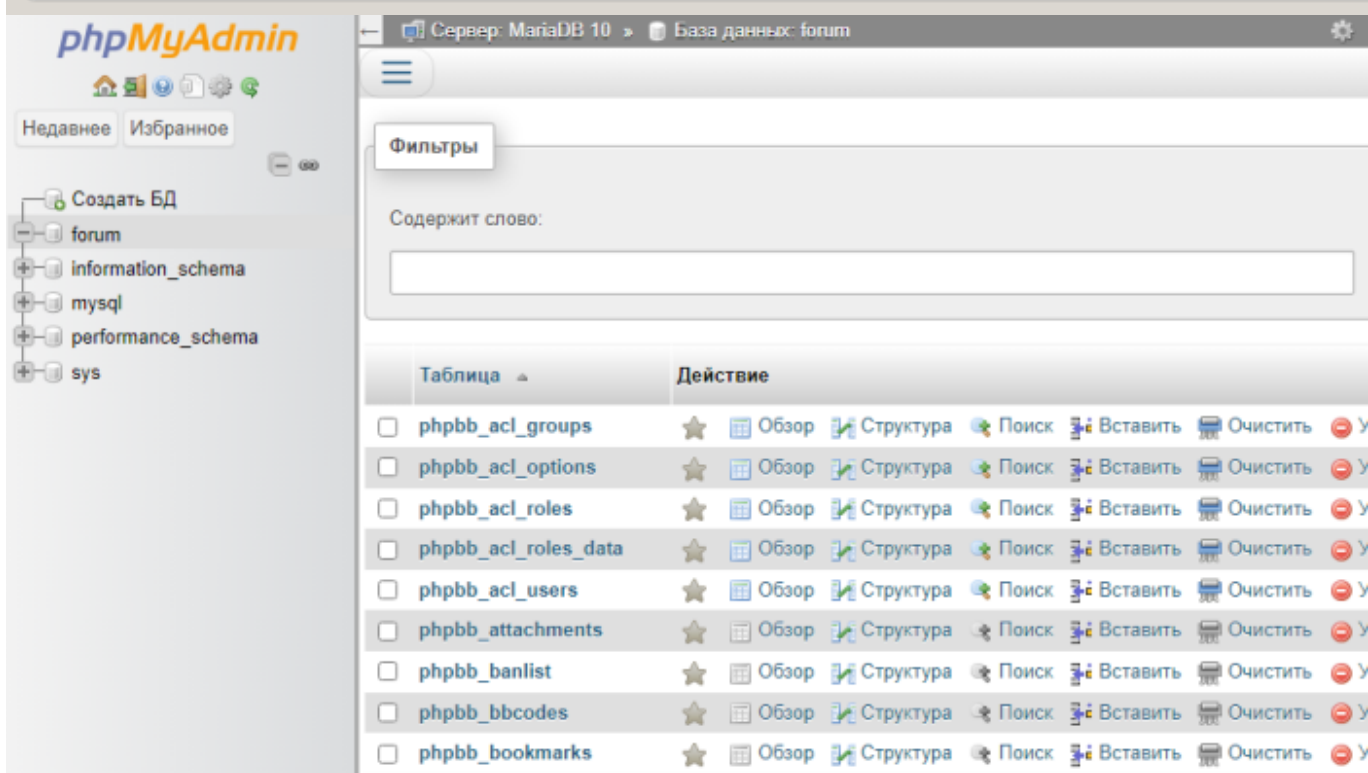 phpMyAdmin
Недавнее Избранное
Создать БД
forum
information_schema
mysql
performance_schema
sys
Сервер: MariaDB 10 » База данных: forum
Фильтры
Содержит слово:
Таблица Действие
phpbb_acl_groups Обзор Структура Поиск Вставить Очистить У
phpbb_acl_options Обзор Структура Поиск Вставить Очистить У
phpbb_acl_roles Обзор Структура Поиск Вставить Очистить У
phpbb_acl_roles_data Обзор Структура Поиск Вставить Очистить У
phpbb_acl_users Обзор Структура Поиск Вставить Очистить У
phpbb_attachments Обзор Структура Поиск Вставить Очистить У
phpbb_banlist Обзор Структура Поиск Вставить Очистить У
phpbb_bbcodes Обзор Структура Поиск Вставить Очистить У
phpbb_bookmarks Обзор Структура Поиск Вставить Очистить У